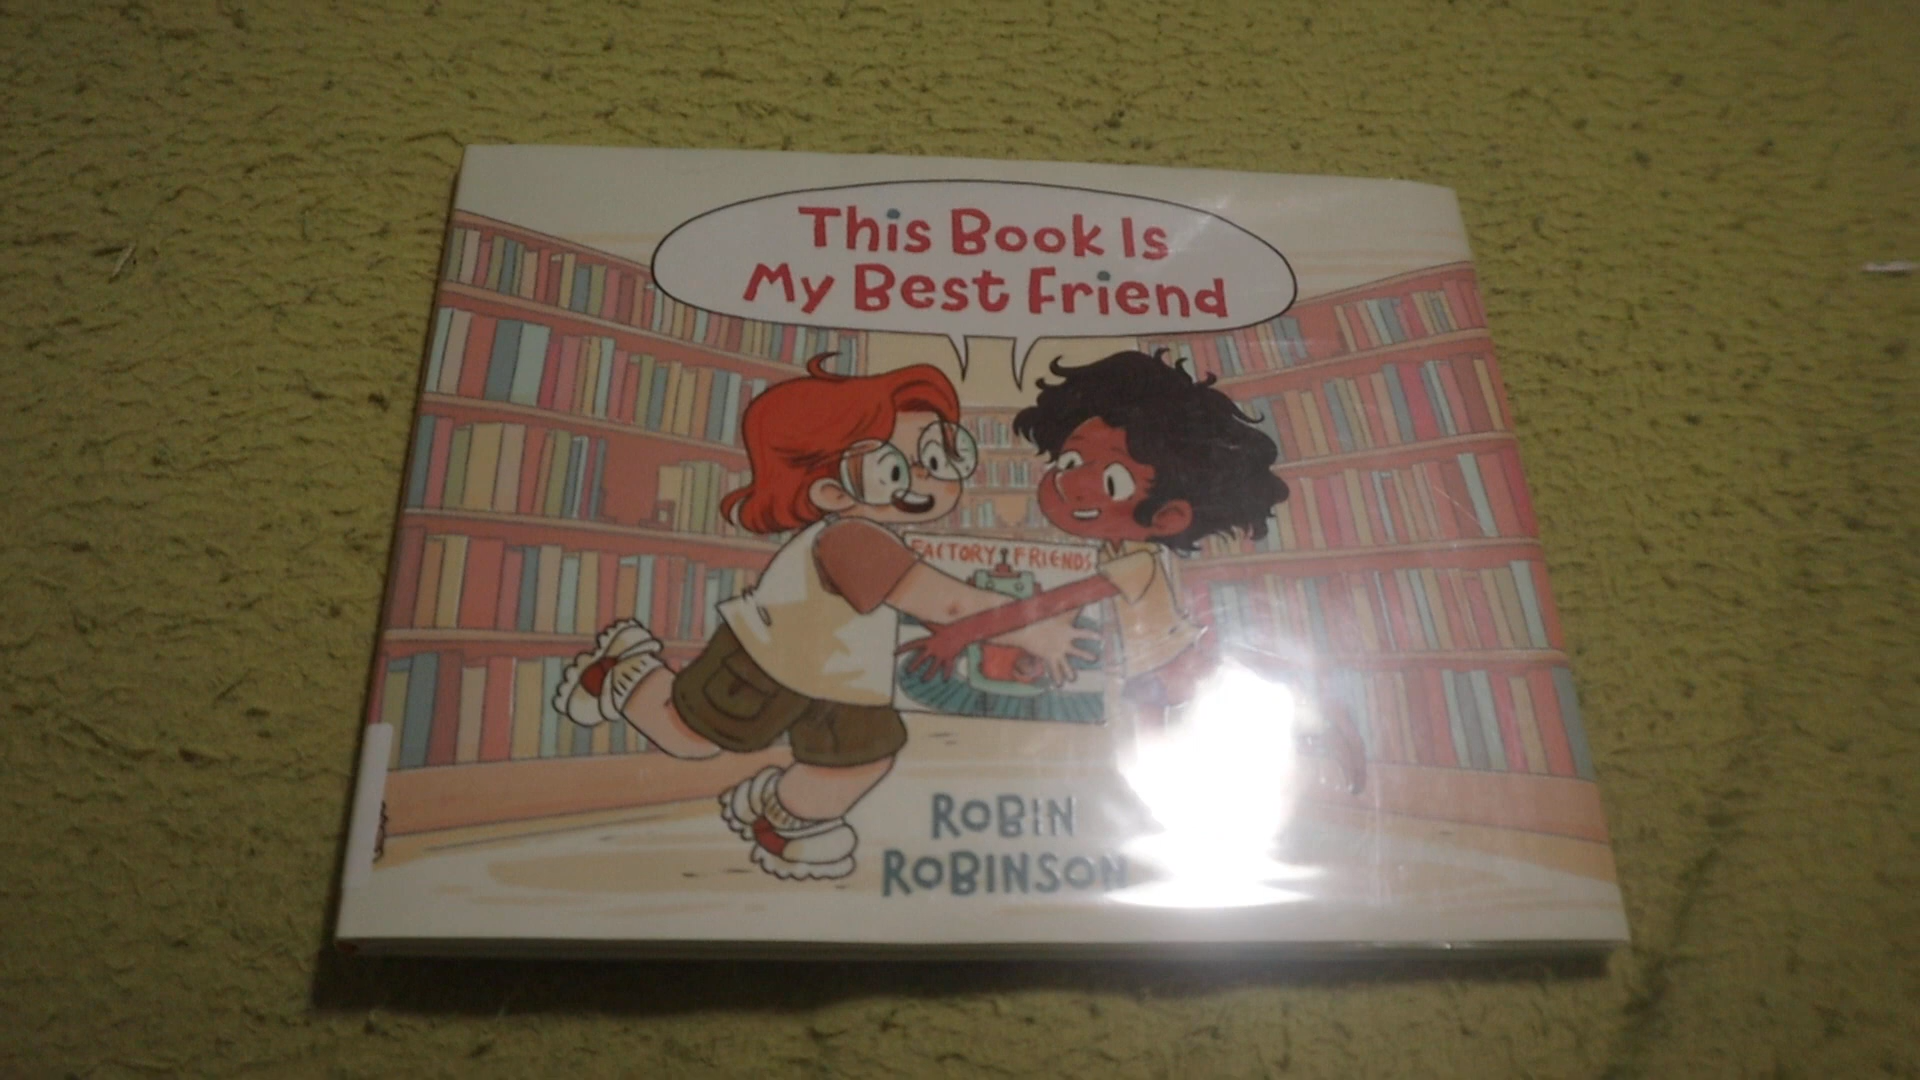 This Book Is
My Best Friend
FACTORY FRIENDS
ROBIN
ROBINSON